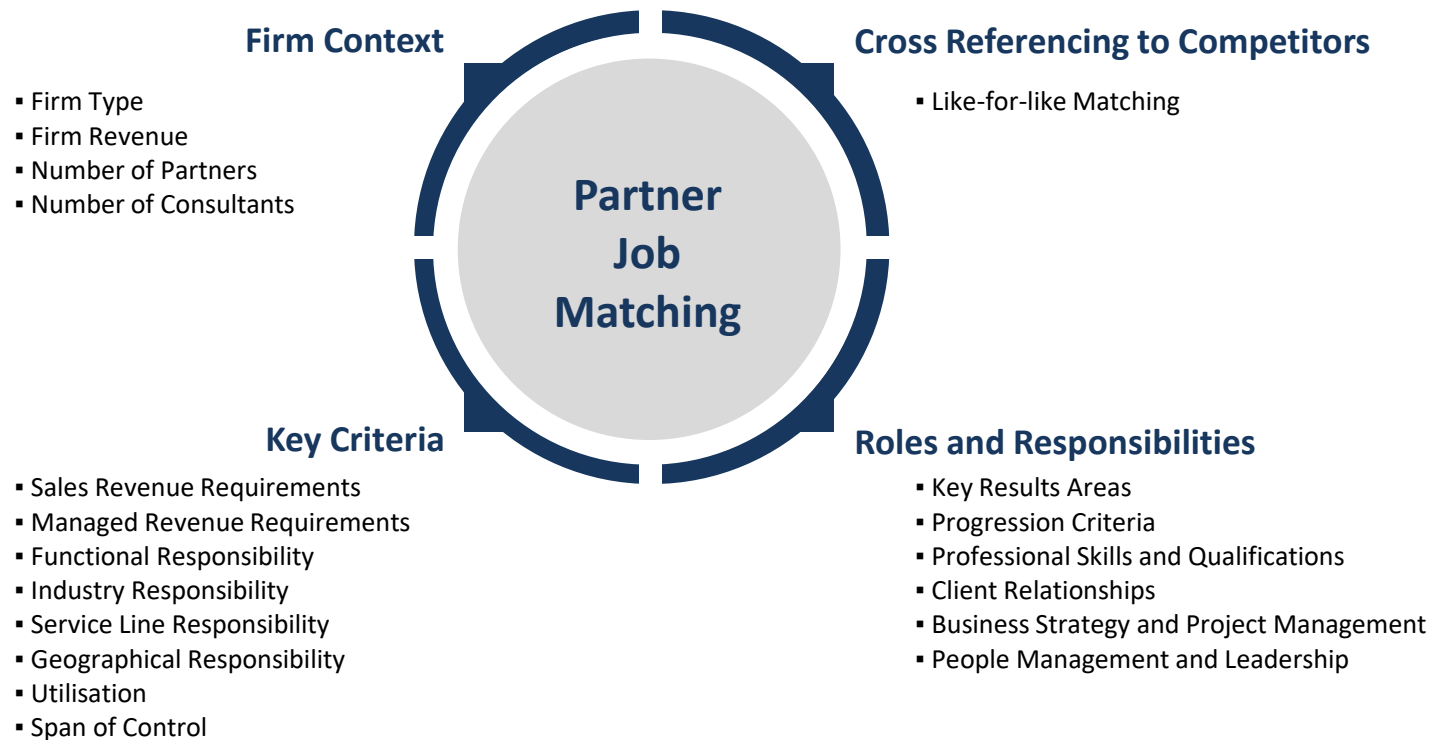 Firm Context
▪ Firm Type
▪ Firm Revenue
▪ Number of Partners
▪ Number of Consultants
Cross Referencing to Competitors
▪ Like-for-like Matching
Partner
Job
Matching
Key Criteria
▪ Sales Revenue Requirements
▪ Managed Revenue Requirements
▪ Functional Responsibility
▪ Industry Responsibility
▪ Service Line Responsibility
▪ Geographical Responsibility
▪ Utilisation
▪ Span of Control
Roles and Responsibilities
▪ Key Results Areas
▪ Progression Criteria
▪ Professional Skills and Qualifications
▪ Client Relationships
▪ Business Strategy and Project Management
▪ People Management and Leadership